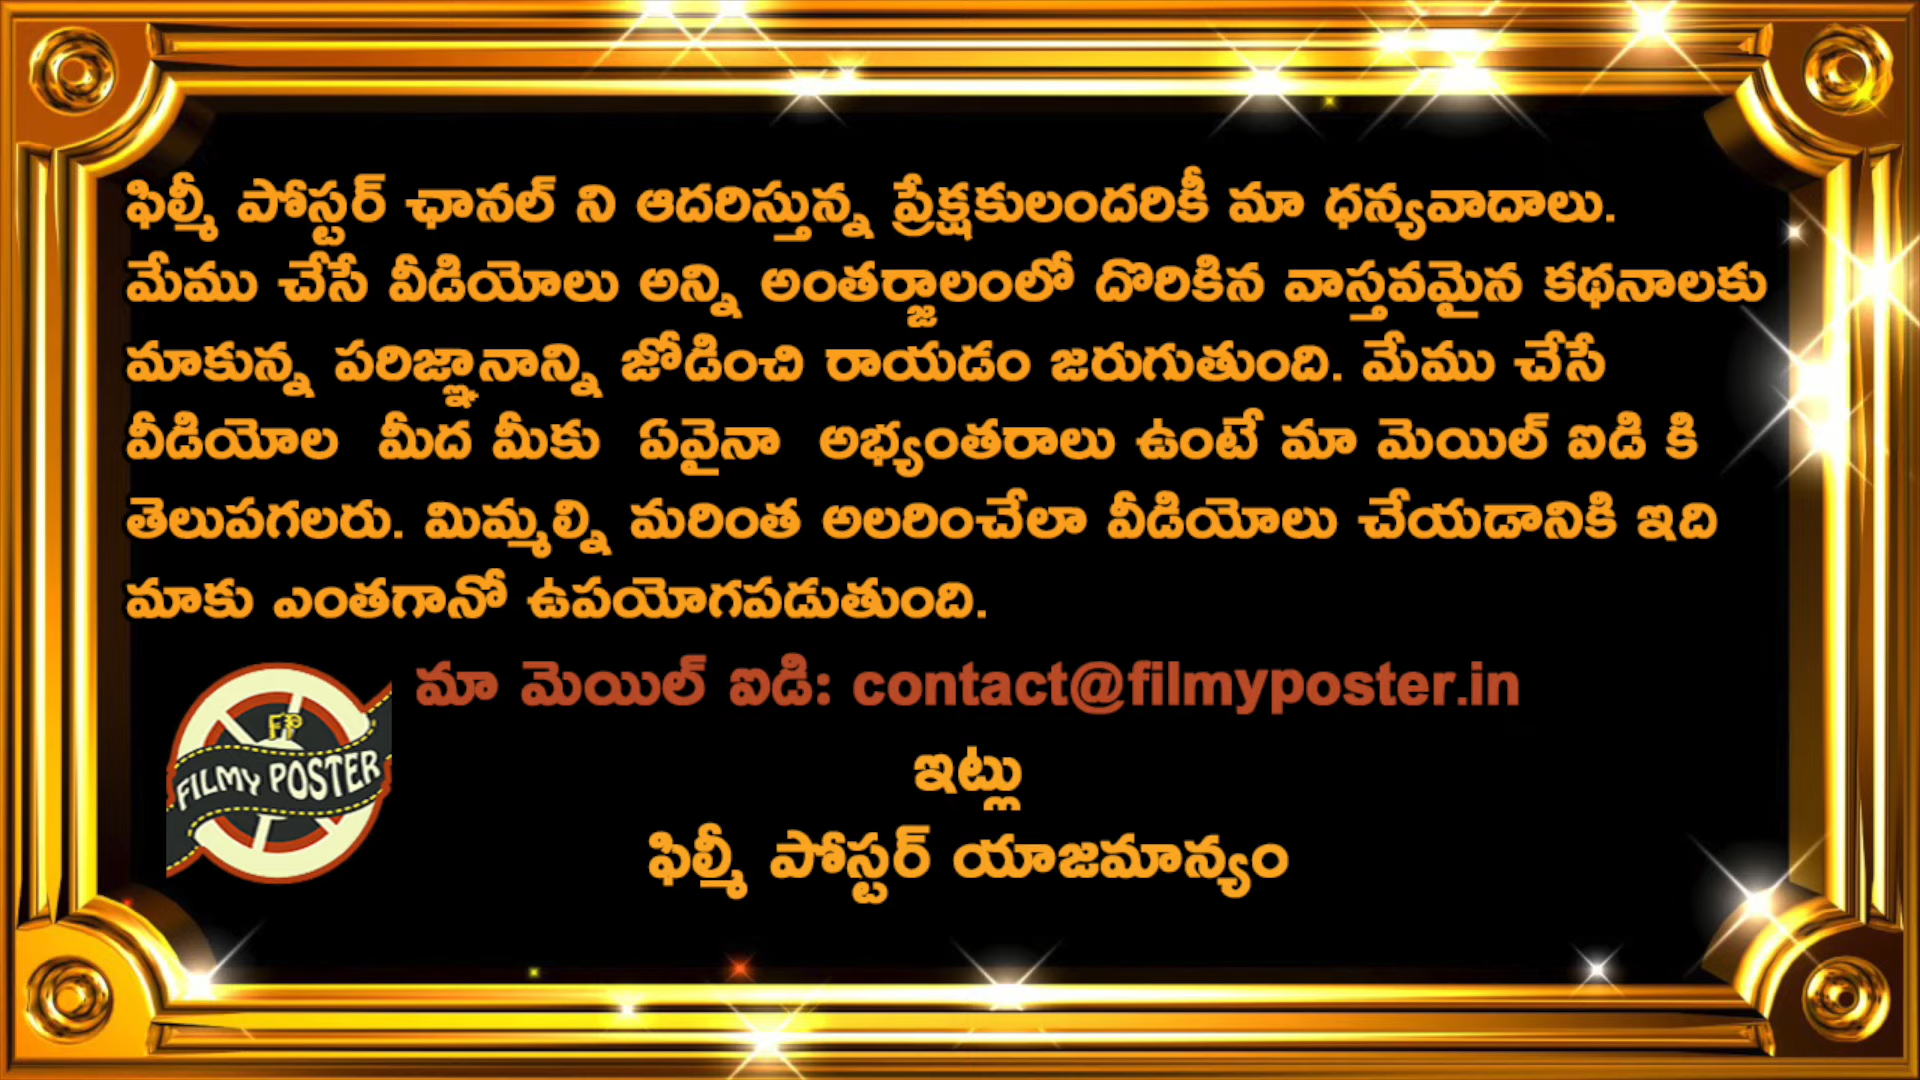 ఫిల్మీ పోస్టర్ ఛానల్ ని ఆదరిస్తున్న ప్రేక్షకులందరికీ మా ధన్యవాదాలు.
మేము చేసే వీడియోలు అన్ని అంతర్జాలంలో దొరికిన వాస్తవమైన కథనాలకు
మాకున్న పరిజ్ఞానాన్ని జోడించి రాయడం జరుగుతుంది. మేము చేసే
వీడియోల మీద మీకు ఏవైనా అభ్యంతరాలు ఉంటే మా మెయిల్ ఐడి కి
తెలుపగలరు. మిమ్మల్ని మరింత అలరించేలా వీడియోలు చేయడానికి ఇది
మాకు ఎంతగానో ఉపయోగపడుతుంది.
మా మెయిల్ ఐడి: contact@filmyposter.in
FP
FILMY POSTER
ఇట్లు
ఫిల్మీ పోస్టర్ యాజమాన్యం